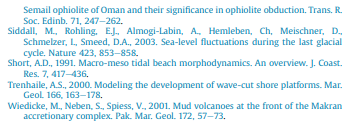 Semail ophiolite of Oman and their significance in ophiolite obduction. Trans. R.
Soc. Edinb. 71, 247–262.
Siddall, M., Rohling, E.J., Almogi-Labin, A., Hemleben, Ch, Meischner, D.,
Schmelzer, I., Smeed, D.A., 2003. Sea-level fluctuations during the last glacial
cycle. Nature 423, 853–858.
Short, A.D., 1991. Macro-meso tidal beach morphodynamics. An overview. J. Coast.
Res. 7, 417–436.
Trenhaile, A.S., 2000. Modeling the development of wave-cut shore platforms. Mar.
Geol. 166, 163–178.
Wiedicke, M., Neben, S., Spiess, V., 2001. Mud volcanoes at the front of the Makran
accretionary complex. Pak. Mar. Geol. 172, 57–73.